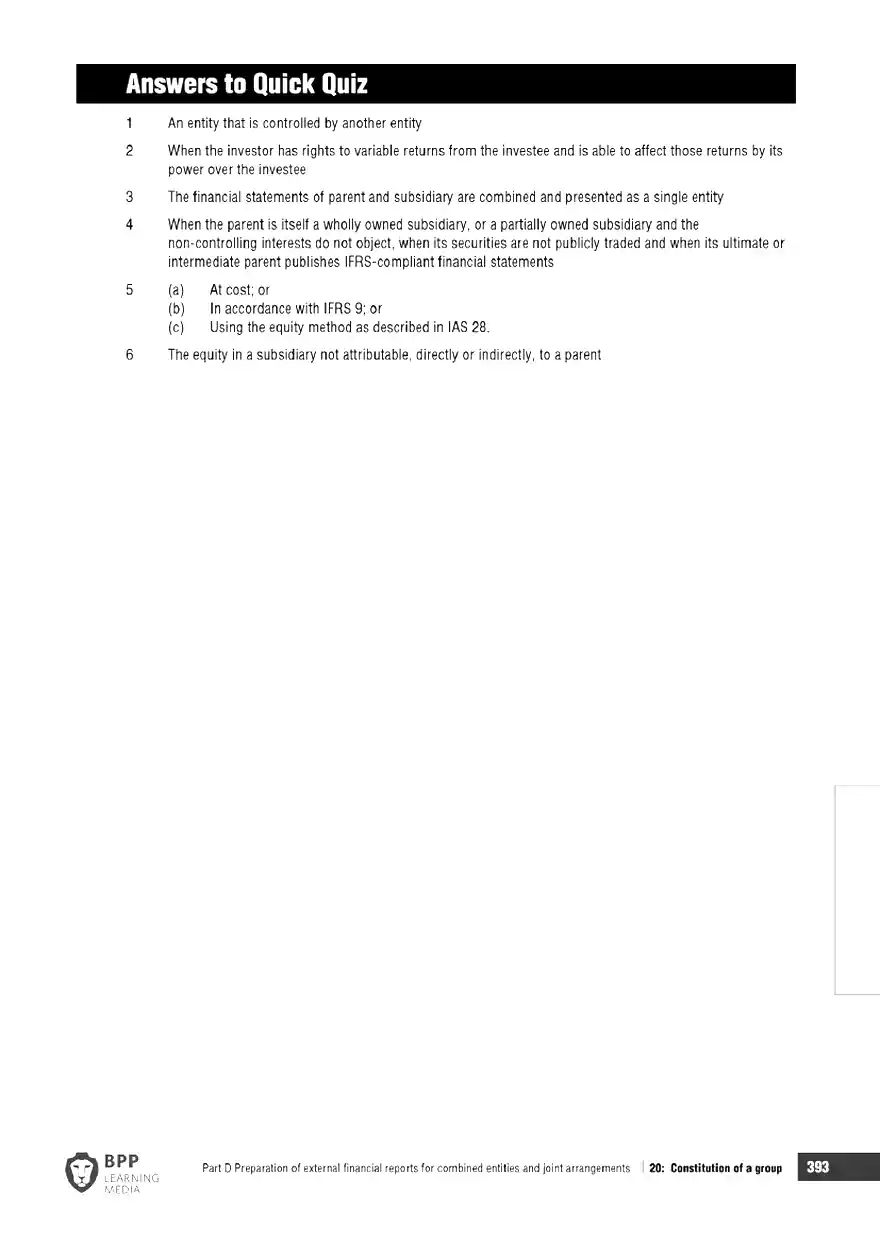 Answers to Quick Quiz
1 An entity that is controlled by another entity
2 When the investor has rights to variable returns from the investee and is able to affect those returns by its
power over the investee
3 The financial statements of parent and subsidiary are combined and presented as a single entity
4 When the parent is itself a wholly owned subsidiary, or a partially owned subsidiary and the
non-controlling interests do not object, when its securities are not publicly traded and when its ultimate or
intermediate parent publishes IFRS-compliant financial statements
5 (a) At cost; or
(b) In accordance with IFRS 9; or
(c) Using the equity method as described in IAS 28.
6 The equity in a subsidiary not attributable, directly or indirectly, to a parent
BPP
LEARNING
MEDIA
Part D Preparation of external financial reports for combined entities and joint arrangements | 20: Constitution of a group 393